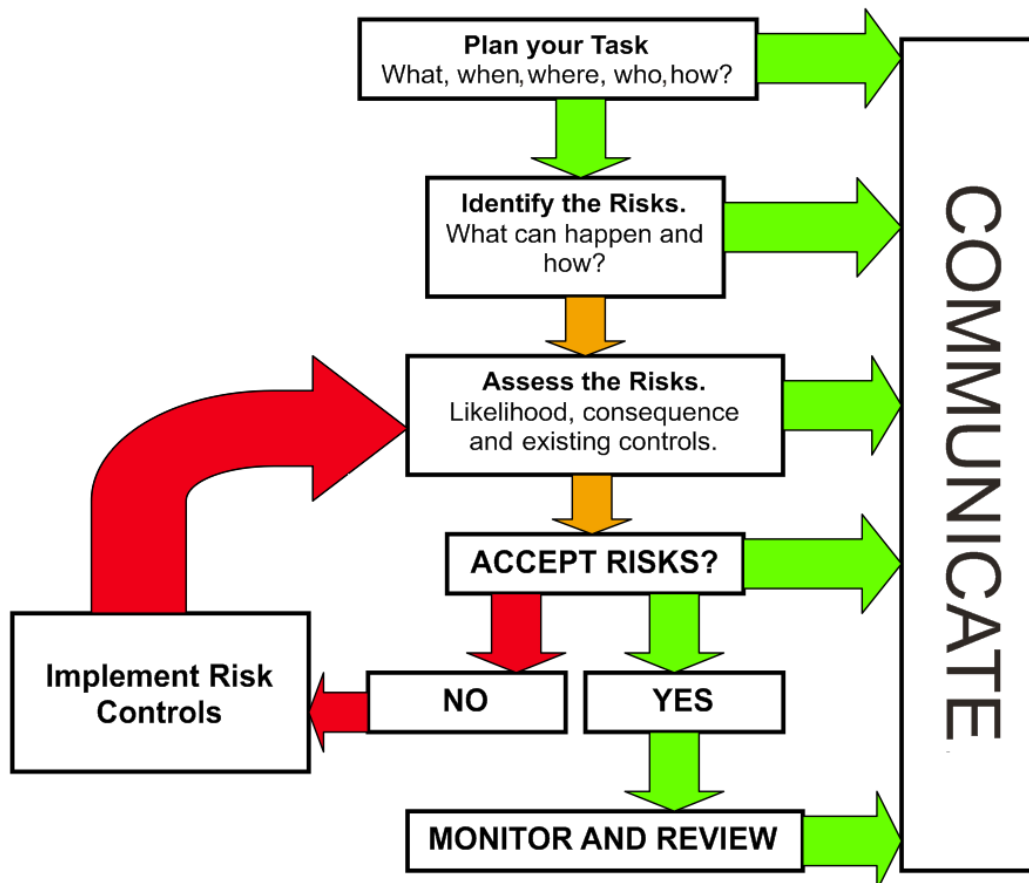 Plan your Task
What, when, where, who, how?
Identify the Risks.
What can happen and
how?
Assess the Risks.
Likelihood, consequence
and existing controls.
ACCEPT RISKS?
Implement Risk
Controls
NO
YES
MONITOR AND REVIEW
COMMUNICATE